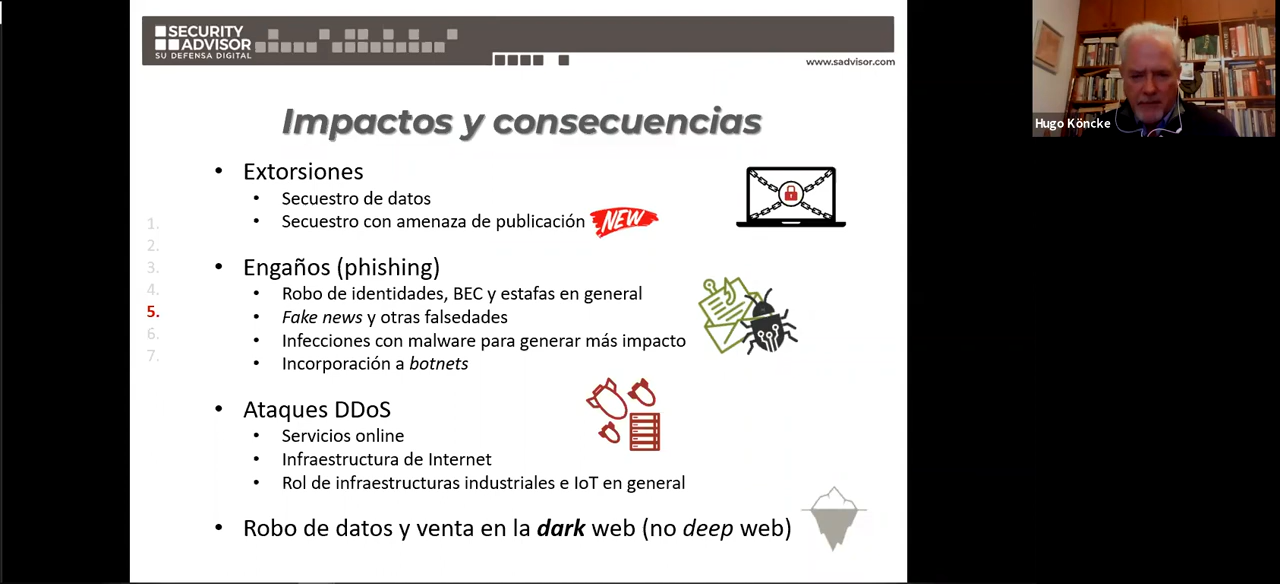 SECURITY
ADVISOR
SU DEFENSA DIGITAL
www.sadvisor.com
Hugo Köncke
Impactos y consecuencias
• Extorsiones
• Secuestro de datos
• Secuestro con amenaza de publicación NEW
• Engaños (phishing)
• Robo de identidades, BEC y estafas en general
• Fake news y otras falsedades
• Infecciones con malware para generar más impacto
• Incorporación a botnets
• Ataques DDoS
• Servicios online
• Infraestructura de Internet
• Rol de infraestructuras industriales e IoT en general
• Robo de datos y venta en la dark web (no deep web)
1.
2.
3.
4.
5.
6.
7.